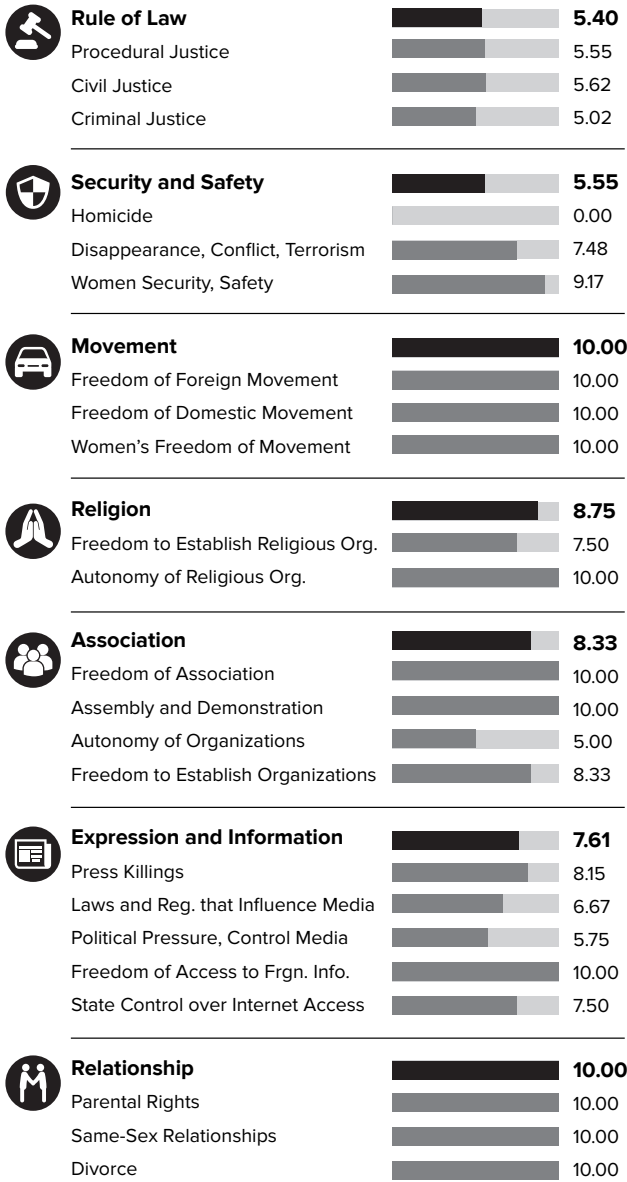 Rule of Law 5.40
Procedural Justice 5.55
Civil Justice 5.62
Criminal Justice 5.02
Security and Safety 5.55
Homicide 0.00
Disappearance, Conflict, Terrorism 7.48
Women Security, Safety 9.17
Movement 10.00
Freedom of Foreign Movement 10.00
Freedom of Domestic Movement 10.00
Women’s Freedom of Movement 10.00
Religion 8.75
Freedom to Establish Religious Org. 7.50
Autonomy of Religious Org. 10.00
Association 8.33
Freedom of Association 10.00
Assembly and Demonstration 10.00
Autonomy of Organizations 5.00
Freedom to Establish Organizations 8.33
Expression and Information 7.61
Press Killings 8.15
Laws and Reg. that Influence Media 6.67
Political Pressure, Control Media 5.75
Freedom of Access to Frgn. Info. 10.00
State Control over Internet Access 7.50
Relationship 10.00
Parental Rights 10.00
Same-Sex Relationships 10.00
Divorce 10.00